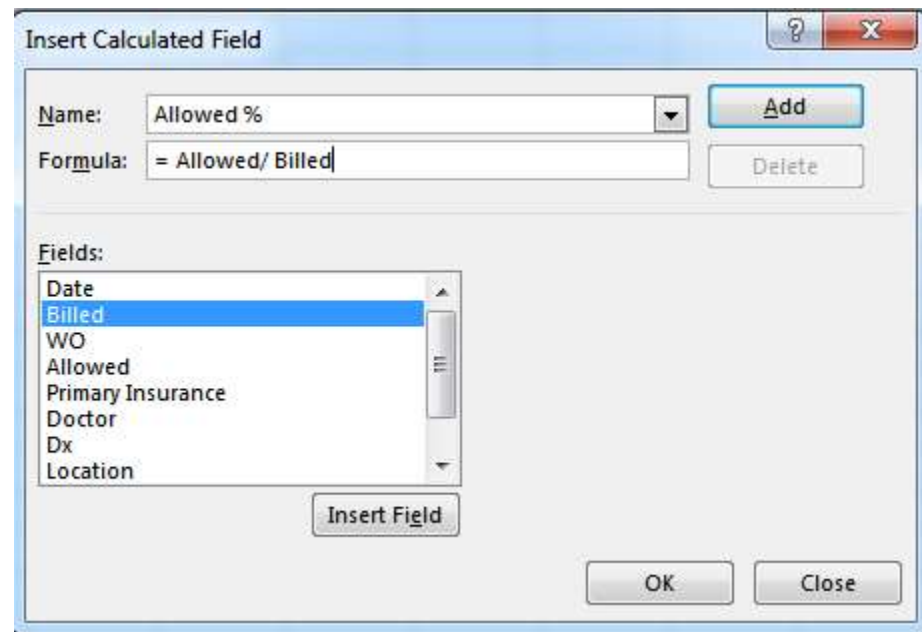 Insert Calculated Field
Name: Allowed % Add
Formula: = Allowed/ Billed Delete
Fields:
Date
Billed
WO
Allowed
Primary Insurance
Doctor
Dx
Location
Insert Field
OK Close